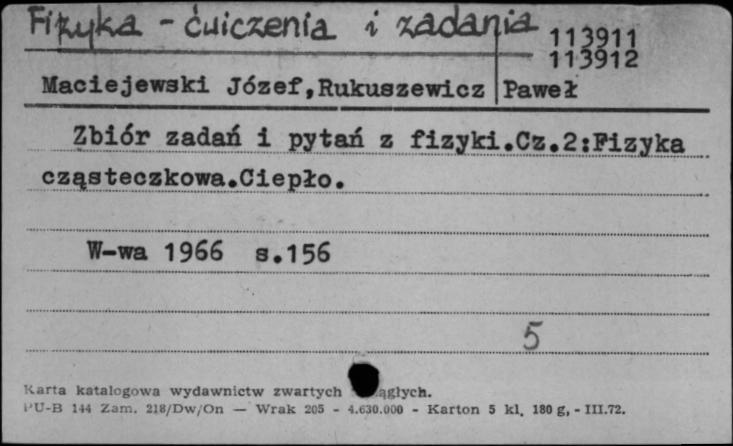 Fizyka - ćwiczenia i zadania
113911
113912
Maciejewski Józef,Rukuszewicz Paweł
Zbiór zadań i pytań z fizyki.Cz.2:Fizyka
cząsteczkowa.Ciepło.
W-wa 1966 s.156
5
Karta katalogowa wydawnictw zwartych
PU-B 144 Zam. 218/Dw/On — Wrak 205 - 4.630.000 - Karton 5 kl. 180 g, - III.72.